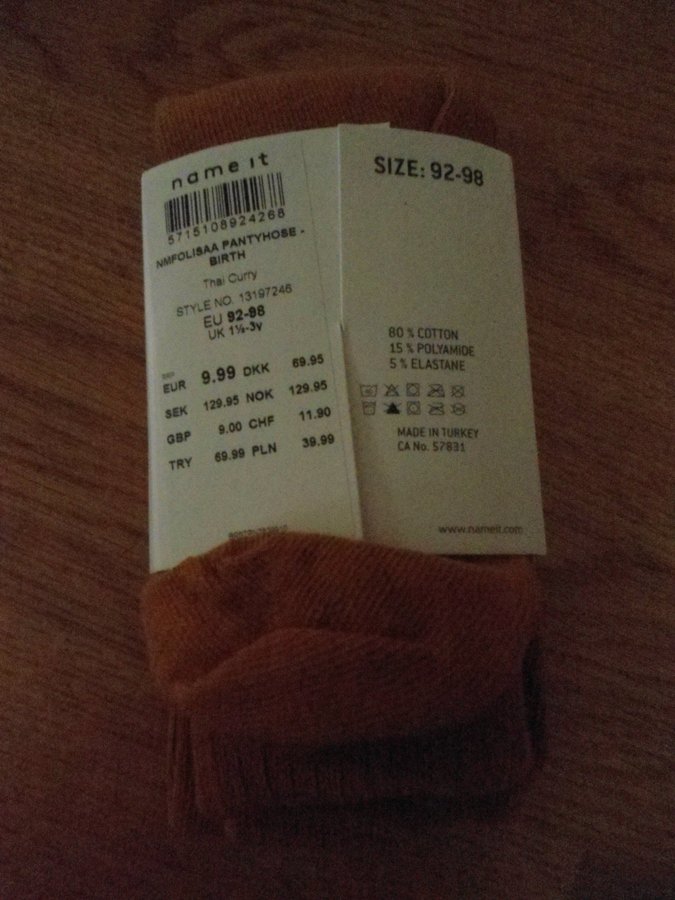 name it
5715108924268
NMFOLISAA PANTYHOSE -
BIRTH
Thai Curry
STYLE NO. 13197246
EU 92-98
UK 1½-3y
EUR 9.99 DKK 69.95
SEK 129.95 NOK 129.95
GBP 9.00 CHF 11.90
TRY 69.99 PLN 39.99
SIZE: 92-98
80 % COTTON
15 % POLYAMIDE
5 % ELASTANE
MADE IN TURKEY
CA No. 57831
www.nameit.com